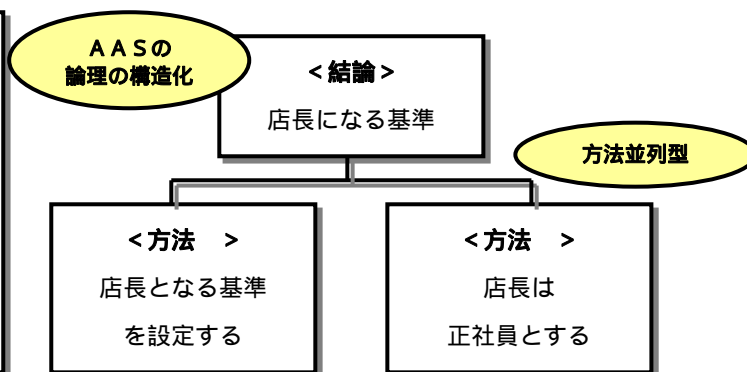 ＡＡＳの
論理の構造化
＜結論＞
店長になる基準
方法並列型
＜方法　＞
店長となる基準
を設定する
＜方法　＞
店長は
正社員とする